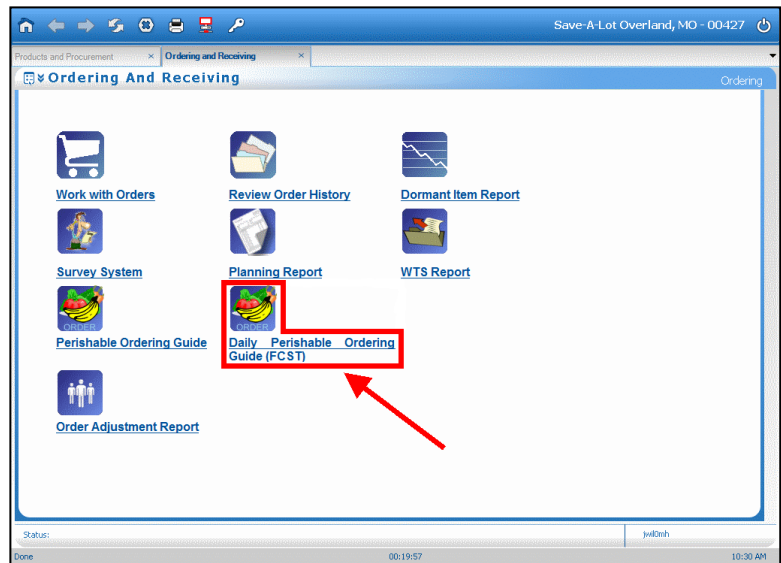 Save-A-Lot Overland, MO - 00427
Products and Procurement
Ordering and Receiving
Ordering And Receiving
Ordering
Work with Orders
Review Order History
Dormant Item Report
Survey System
Planning Report
WTS Report
ORDER
ORDER
Perishable Ordering Guide
Daily Perishable Ordering
Guide (FCST)
Order Adjustment Report
Status:
jwil0mh
Done
00:19:57
10:30 AM